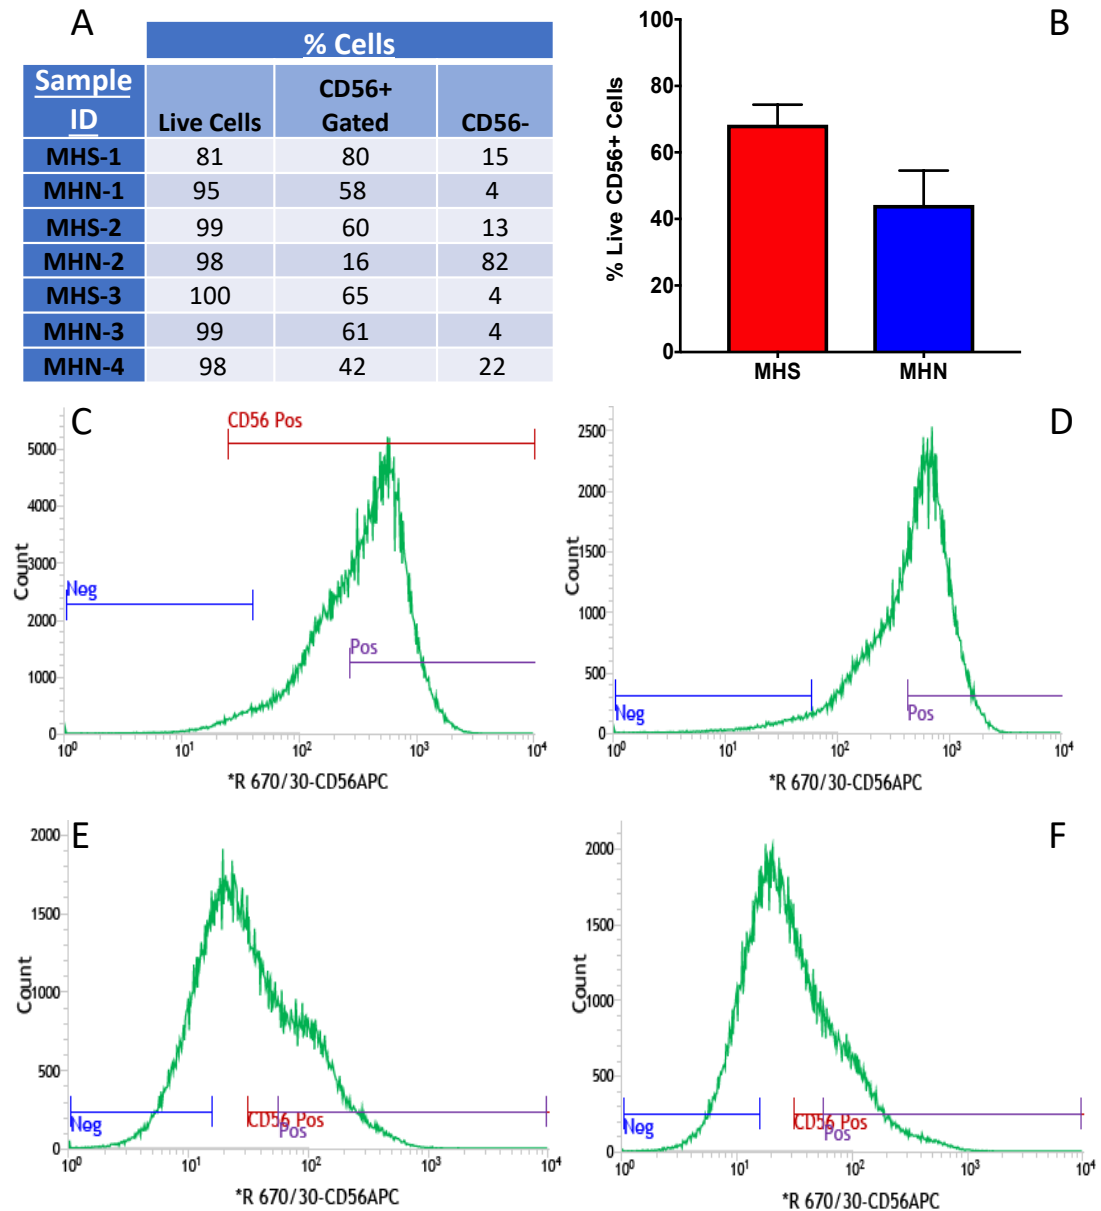 A
% Cells
Sample ID
Live Cells
CD56+ Gated
CD56-
MHS-1 81 80 15
MHN-1 95 58 4
MHS-2 99 60 13
MHN-2 98 16 82
MHS-3 100 65 4
MHN-3 99 61 4
MHN-4 98 42 22
B
% Live CD56+ Cells
100
80
60
40
20
0
MHS MHN
C
CD56 Pos
Neg
Pos
Count
5000
4000
3000
2000
1000
0
10⁰ 10¹ 10² 10³ 10⁴
*R 670/30-CD56APC
D
Neg
Pos
Count
2500
2000
1500
1000
500
0
10⁰ 10¹ 10² 10³ 10⁴
*R 670/30-CD56APC
E
Count
2000
1500
1000
500
0
Neg
CD56 Pos
Pos
10⁰ 10¹ 10² 10³ 10⁴
*R 670/30-CD56APC
F
Count
2000
1500
1000
500
0
Neg
CD56 Pos
Pos
10⁰ 10¹ 10² 10³ 10⁴
*R 670/30-CD56APC